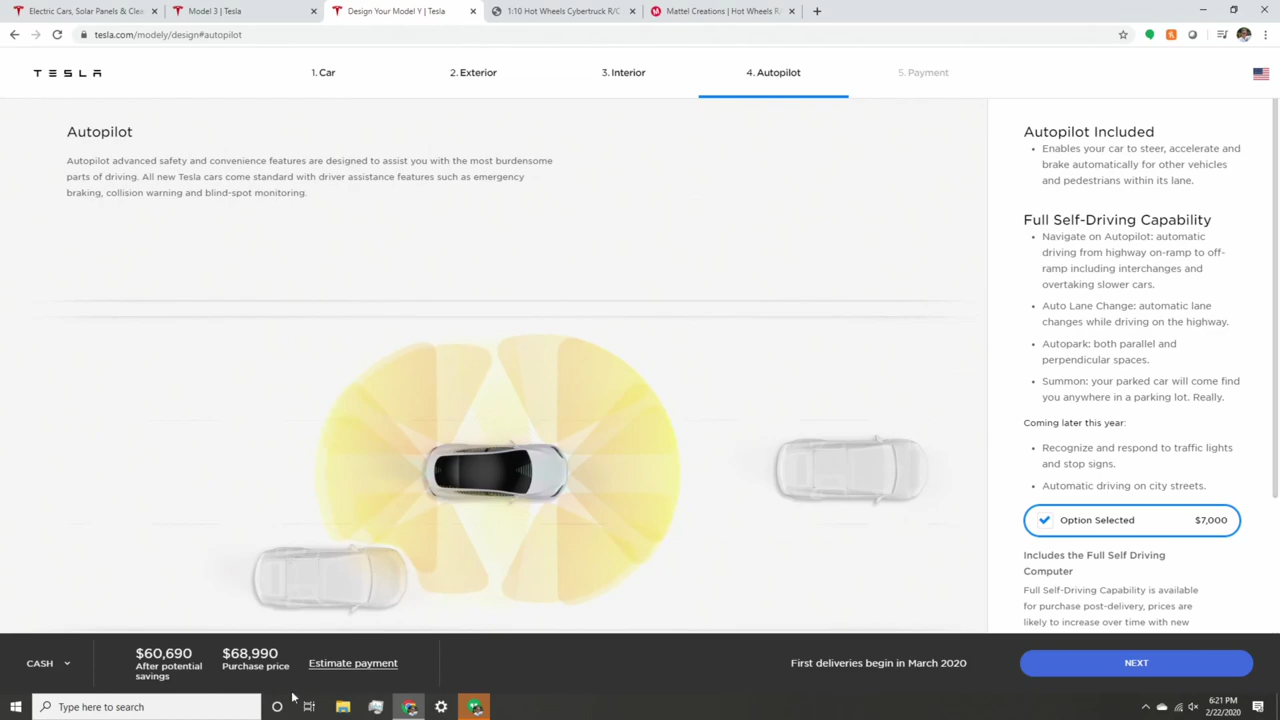 Electric Cars, Solar Panels & Clea
Model 3 | Tesla
Design Your Model Y | Tesla
1:10 Hot Wheels Cybertruck R/C
Mattel Creations | Hot Wheels R/
tesla.com/modely/design#autopilot
TESLA
1. Car
2. Exterior
3. Interior
4. Autopilot
5. Payment
Autopilot
Autopilot advanced safety and convenience features are designed to assist you with the most burdensome
parts of driving. All new Tesla cars come standard with driver assistance features such as emergency
braking, collision warning and blind-spot monitoring.
Autopilot Included
• Enables your car to steer, accelerate and
brake automatically for other vehicles
and pedestrians within its lane.
Full Self-Driving Capability
• Navigate on Autopilot: automatic
driving from highway on-ramp to off-
ramp including interchanges and
overtaking slower cars.
• Auto Lane Change: automatic lane
changes while driving on the highway.
• Autopark: both parallel and
perpendicular spaces.
• Summon: your parked car will come find
you anywhere in a parking lot. Really.
Coming later this year:
• Recognize and respond to traffic lights
and stop signs.
• Automatic driving on city streets.
Option Selected $7,000
Includes the Full Self Driving
Computer
Full Self-Driving Capability is available
for purchase post-delivery, prices are
likely to increase over time with new
CASH
$60,690
After potential
savings
$68,990
Purchase price
Estimate payment
First deliveries begin in March 2020
NEXT
Type here to search
6:21 PM
2/22/2020